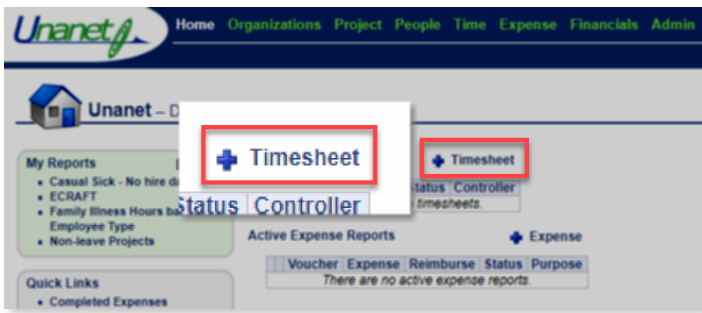 Unanet
Home Organizations Project People Time Expense Financials Admin
Unanet – D
Timesheet
Status Controller
Timesheet
tatus Controller
timesheets.
My Reports
Casual Sick - No hire da
ECRAFT
Family Illness Hours ba
Employee Type
Non-leave Projects
Active Expense Reports
Expense
Voucher Expense Reimburse Status Purpose
There are no active expense reports.
Quick Links
Completed Expenses